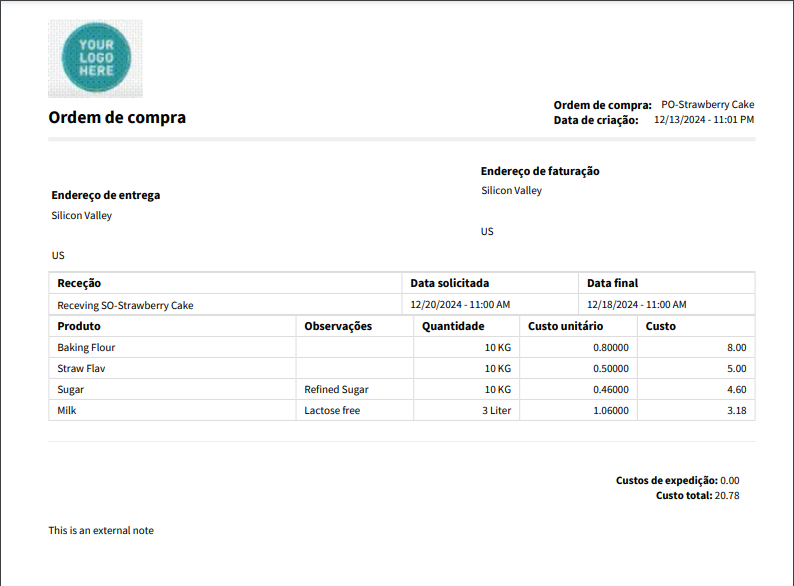 YOUR
LOGO
HERE
Ordem de compra
Ordem de compra: PO-Strawberry Cake
Data de criação: 12/13/2024 - 11:01 PM
Endereço de entrega
Silicon Valley
US
Endereço de faturação
Silicon Valley
US
Receção Data solicitada Data final
Receving SO-Strawberry Cake 12/20/2024 - 11:00 AM 12/18/2024 - 11:00 AM
Produto Observações Quantidade Custo unitário Custo
Baking Flour 10 KG 0.80000 8.00
Straw Flav 10 KG 0.50000 5.00
Sugar Refined Sugar 10 KG 0.46000 4.60
Milk Lactose free 3 Liter 1.06000 3.18
Custos de expedição: 0.00
Custo total: 20.78
This is an external note